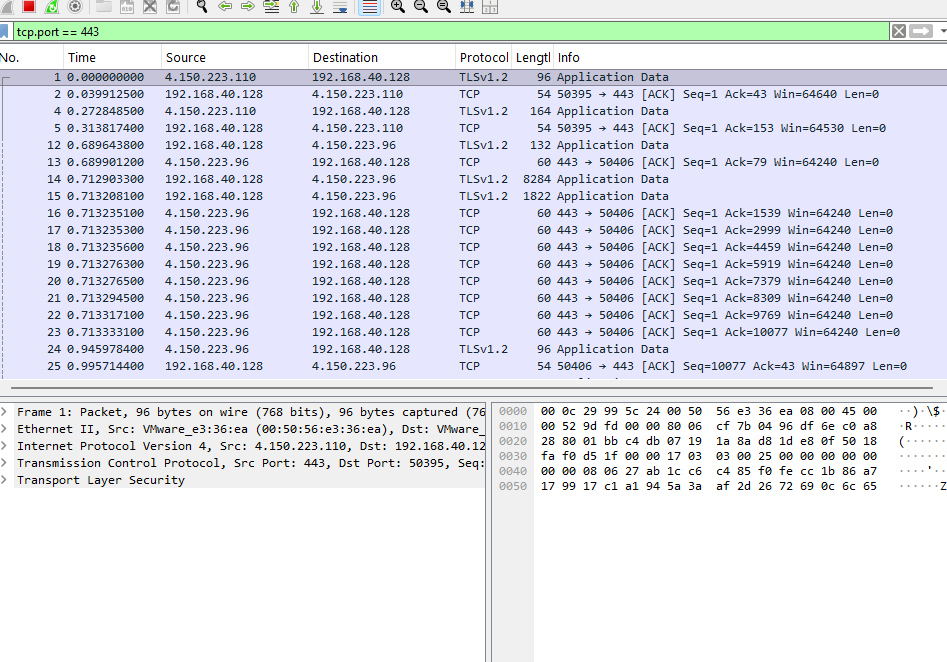 tcp.port == 443
No. Time Source Destination Protocol Lengtl Info
1 0.000000000 4.150.223.110 192.168.40.128 TLSv1.2 96 Application Data
2 0.039912500 192.168.40.128 4.150.223.110 TCP 54 50395 → 443 [ACK] Seq=1 Ack=43 Win=64640 Len=0
4 0.272848500 4.150.223.110 192.168.40.128 TLSv1.2 164 Application Data
5 0.313817400 192.168.40.128 4.150.223.110 TCP 54 50395 → 443 [ACK] Seq=1 Ack=153 Win=64530 Len=0
12 0.689643800 192.168.40.128 4.150.223.96 TLSv1.2 132 Application Data
13 0.689901200 4.150.223.96 192.168.40.128 TCP 60 443 → 50406 [ACK] Seq=1 Ack=79 Win=64240 Len=0
14 0.712903300 192.168.40.128 4.150.223.96 TLSv1.2 8284 Application Data
15 0.713208100 192.168.40.128 4.150.223.96 TLSv1.2 1822 Application Data
16 0.713235100 4.150.223.96 192.168.40.128 TCP 60 443 → 50406 [ACK] Seq=1 Ack=1539 Win=64240 Len=0
17 0.713235300 4.150.223.96 192.168.40.128 TCP 60 443 → 50406 [ACK] Seq=1 Ack=2999 Win=64240 Len=0
18 0.713235600 4.150.223.96 192.168.40.128 TCP 60 443 → 50406 [ACK] Seq=1 Ack=4459 Win=64240 Len=0
19 0.713276300 4.150.223.96 192.168.40.128 TCP 60 443 → 50406 [ACK] Seq=1 Ack=5919 Win=64240 Len=0
20 0.713276500 4.150.223.96 192.168.40.128 TCP 60 443 → 50406 [ACK] Seq=1 Ack=7379 Win=64240 Len=0
21 0.713294500 4.150.223.96 192.168.40.128 TCP 60 443 → 50406 [ACK] Seq=1 Ack=8309 Win=64240 Len=0
22 0.713317100 4.150.223.96 192.168.40.128 TCP 60 443 → 50406 [ACK] Seq=1 Ack=9769 Win=64240 Len=0
23 0.713333100 4.150.223.96 192.168.40.128 TCP 60 443 → 50406 [ACK] Seq=1 Ack=10077 Win=64240 Len=0
24 0.945978400 4.150.223.96 192.168.40.128 TLSv1.2 96 Application Data
25 0.995714400 192.168.40.128 4.150.223.96 TCP 54 50406 → 443 [ACK] Seq=10077 Ack=43 Win=64897 Len=0
Frame 1: Packet, 96 bytes on wire (768 bits), 96 bytes captured (76
Ethernet II, Src: VMware_e3:36:ea (00:50:56:e3:36:ea), Dst: VMware_
Internet Protocol Version 4, Src: 4.150.223.110, Dst: 192.168.40.12
Transmission Control Protocol, Src Port: 443, Dst Port: 50395, Seq:
Transport Layer Security
0000 00 0c 29 99 5c 24 00 50 56 e3 36 ea 08 00 45 00 ··)·\$·
0010 00 52 9d fd 00 00 80 06 cf 7b 04 96 df 6e c0 a8 ·R·····
0020 28 80 01 bb c4 db 07 19 1a 8a d8 1d e8 0f 50 18 (······
0030 fa f0 d5 1f 00 00 17 03 03 00 25 00 00 00 00 00 ·······
0040 00 00 08 06 27 ab 1c c6 c4 85 f0 fe cc 1b 86 a7 ····'··
0050 17 99 17 c1 a1 94 5a 3a af 2d 26 72 69 0c 6c 65 ······Z